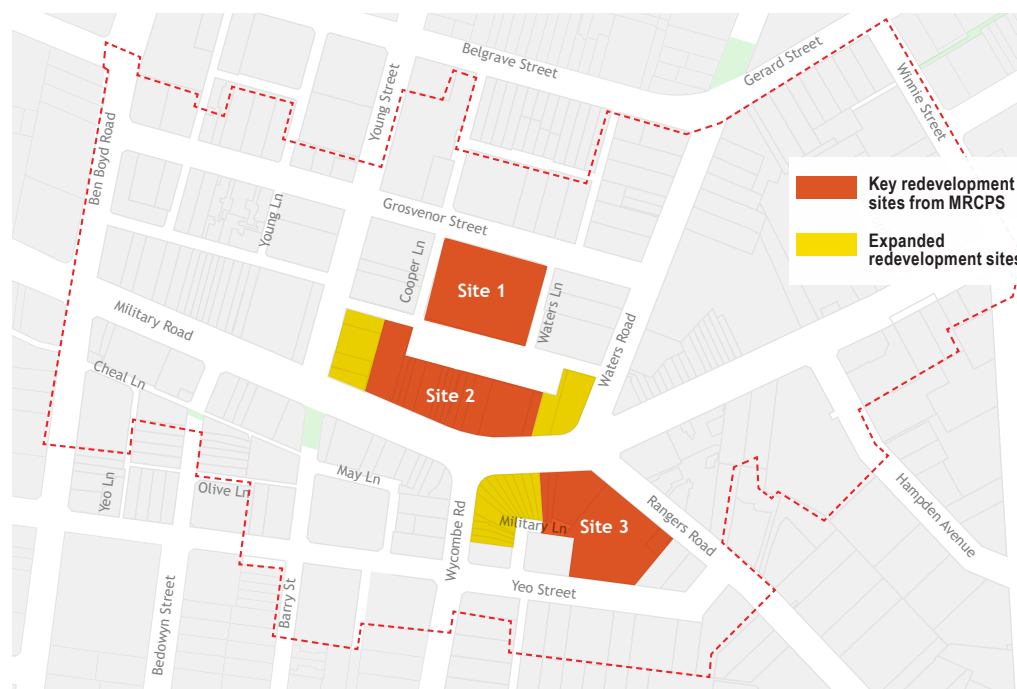 Belgrave Street
Gerard Street
Winnie Street
Young Street
Ben Boyd Road
Key redevelopment
sites from MRCPS
Expanded
redevelopment sites
Young Ln
Grosvenor Street
Cooper Ln
Site 1
Waters Ln
Waters Road
Military Road
Cheal Ln
Site 2
May Ln
Olive Ln
Yeo Ln
Wycombe Rd
Military Ln
Site 3
Rangers Road
Hampden Avenue
Yeo Street
Barry St
Bedowyn Street